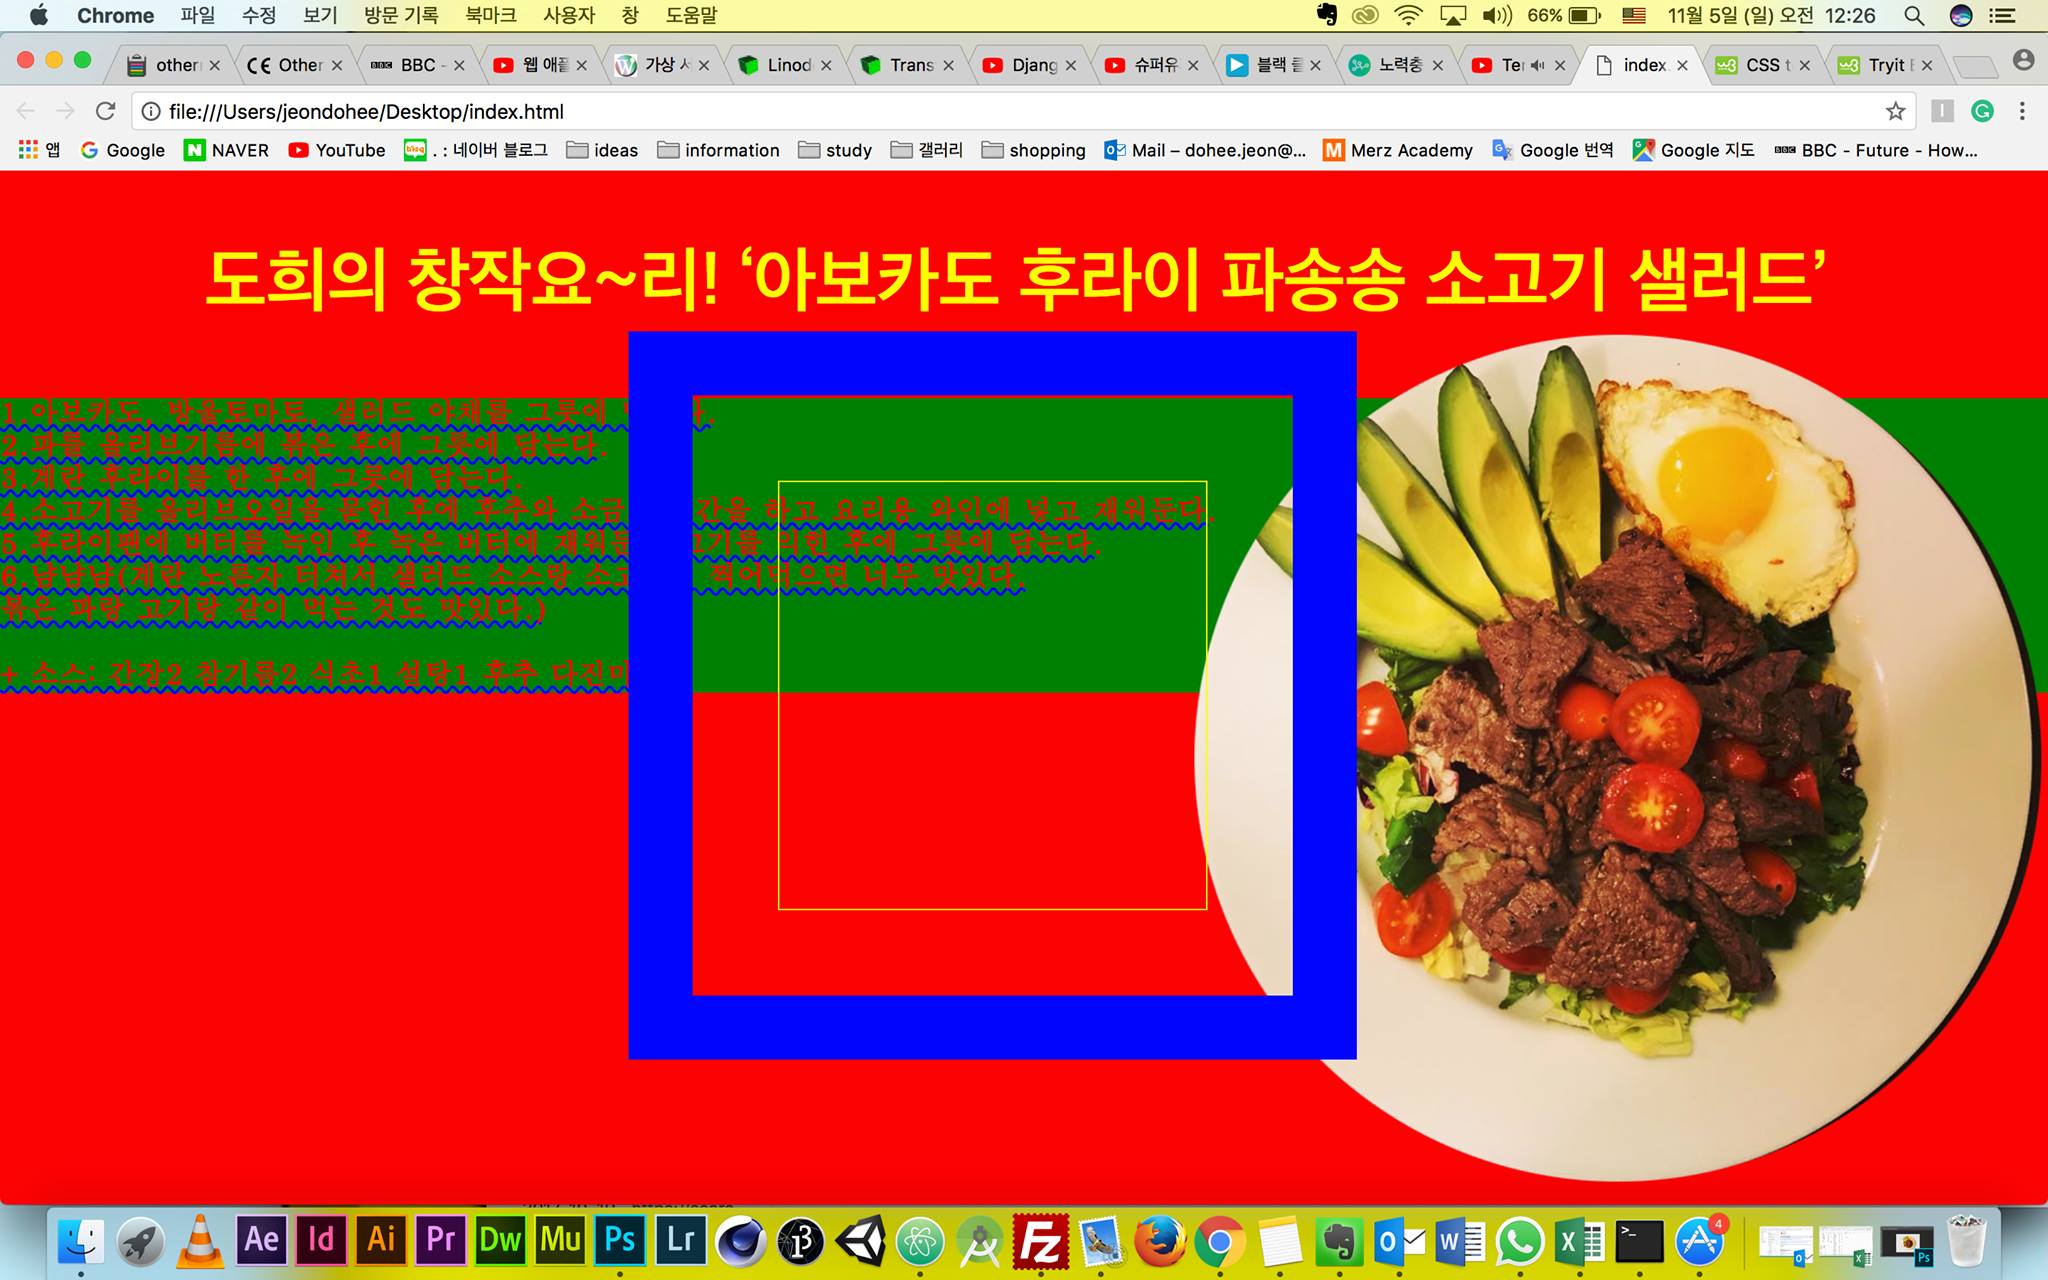 Chrome 파일 수정 보기 방문 기록 북마크 사용자 창 도움말 66% 11월 5일 (일) 오전 12:26
other Other BBC - 웹 애플 가상 서 Linod Trans Djang 슈퍼유 블랙 클 노력충 Ter index. CSS t Tryit E
file:///Users/jeondohee/Desktop/index.html
앱 Google NAVER YouTube . : 네이버 블로그 ideas information study 갤러리 shopping Mail – dohee.jeon@... Merz Academy Google 번역 Google 지도 BBC - Future - How...
도희의 창작요~리! ‘아보카도 후라이 파송송 소고기 샐러드’
1.아보카도, 방울토마토, 샐러드 야채를 그릇에
2.파를 올리브기름에 볶은 후에 그릇에 담는다.
3.계란 후라이를 한 후에 그릇에 담는다.
4.소고기를 올리브오일을 묻힌 후에 후추와 소금 간을 하고 요리용 와인에 넣고 재워둔다.
5.후라이팬에 버터를 녹인 후 녹은 버터에 재워둔 고기를 익힌 후에 그릇에 담는다.
6.냠냠냠(계란 노른자 터쳐서 샐러드 소스랑 소고 찍어먹으면 너무 맛있다.
볶은 파랑 고기랑 같이 먹는 것도 맛있다.)
+ 소스: 간장2 참기름2 식초1 설탕1 후추 다진마
Ae Id Ai Pr Dw Mu Ps Lr Fz 4